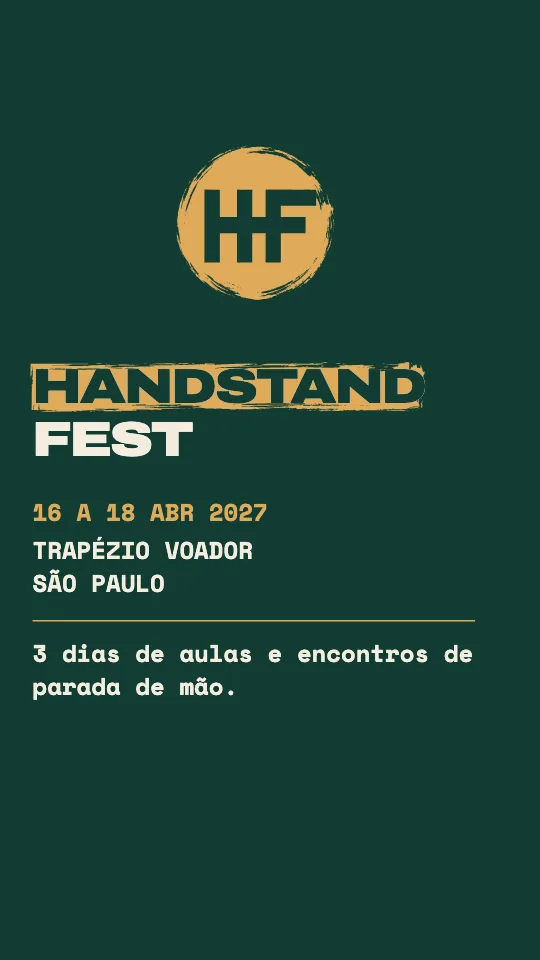 HF
HANDSTAND
FEST
16 A 18 ABR 2027
TRAPÉZIO VOADOR
SÃO PAULO
3 dias de aulas e encontros de
parada de mão.